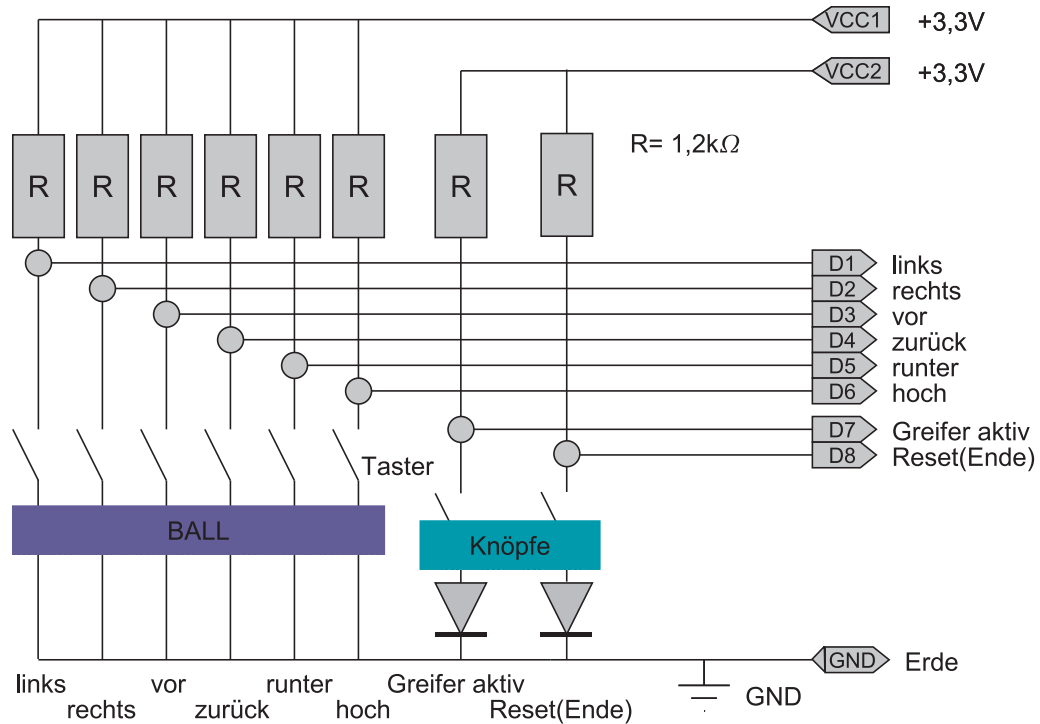 VCC1 +3,3V
VCC2 +3,3V
R= 1,2kΩ
R R R R R R R R
D1 links
D2 rechts
D3 vor
D4 zurück
D5 runter
D6 hoch
D7 Greifer aktiv
D8 Reset(Ende)
Taster
BALL
Knöpfe
GND Erde
links vor runter Greifer aktiv GND
rechts zurück hoch Reset(Ende)